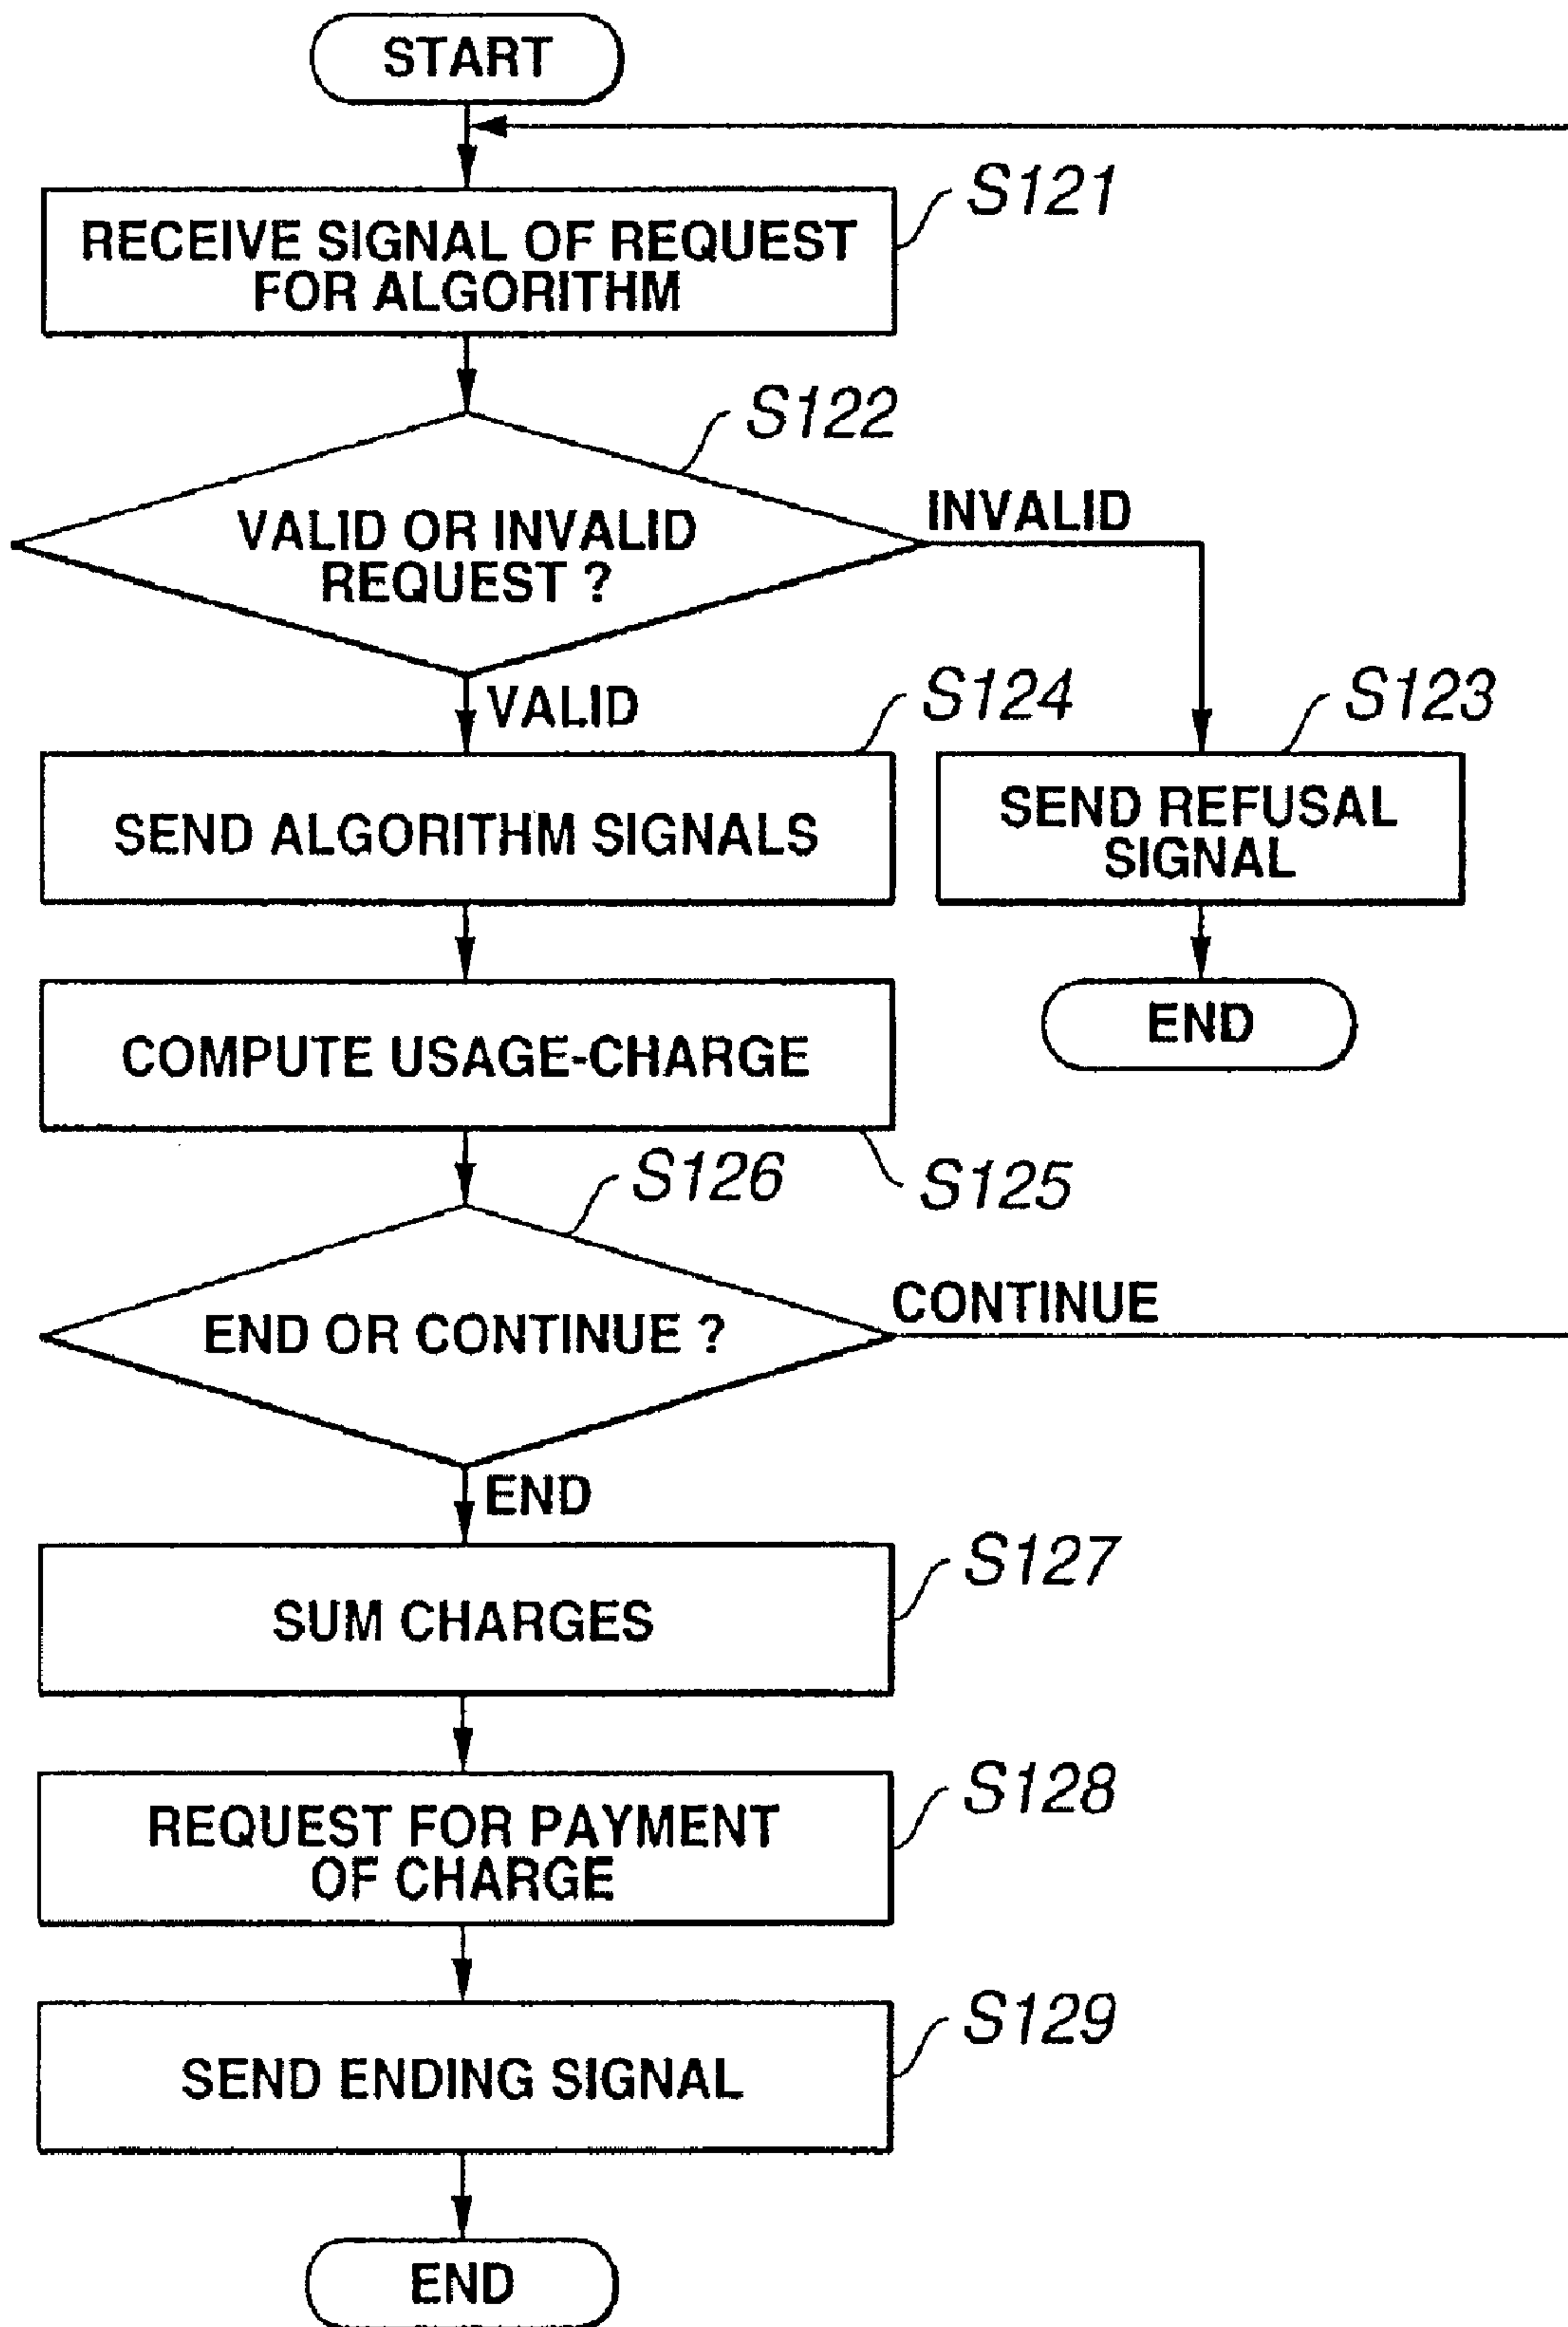 START
S121
RECEIVE SIGNAL OF REQUEST
FOR ALGORITHM
S122
VALID OR INVALID
REQUEST ?
INVALID
VALID
S124
S123
SEND ALGORITHM SIGNALS
SEND REFUSAL
SIGNAL
COMPUTE USAGE-CHARGE
END
S126
S125
END OR CONTINUE ?
CONTINUE
END
S127
SUM CHARGES
S128
REQUEST FOR PAYMENT
OF CHARGE
S129
SEND ENDING SIGNAL
END